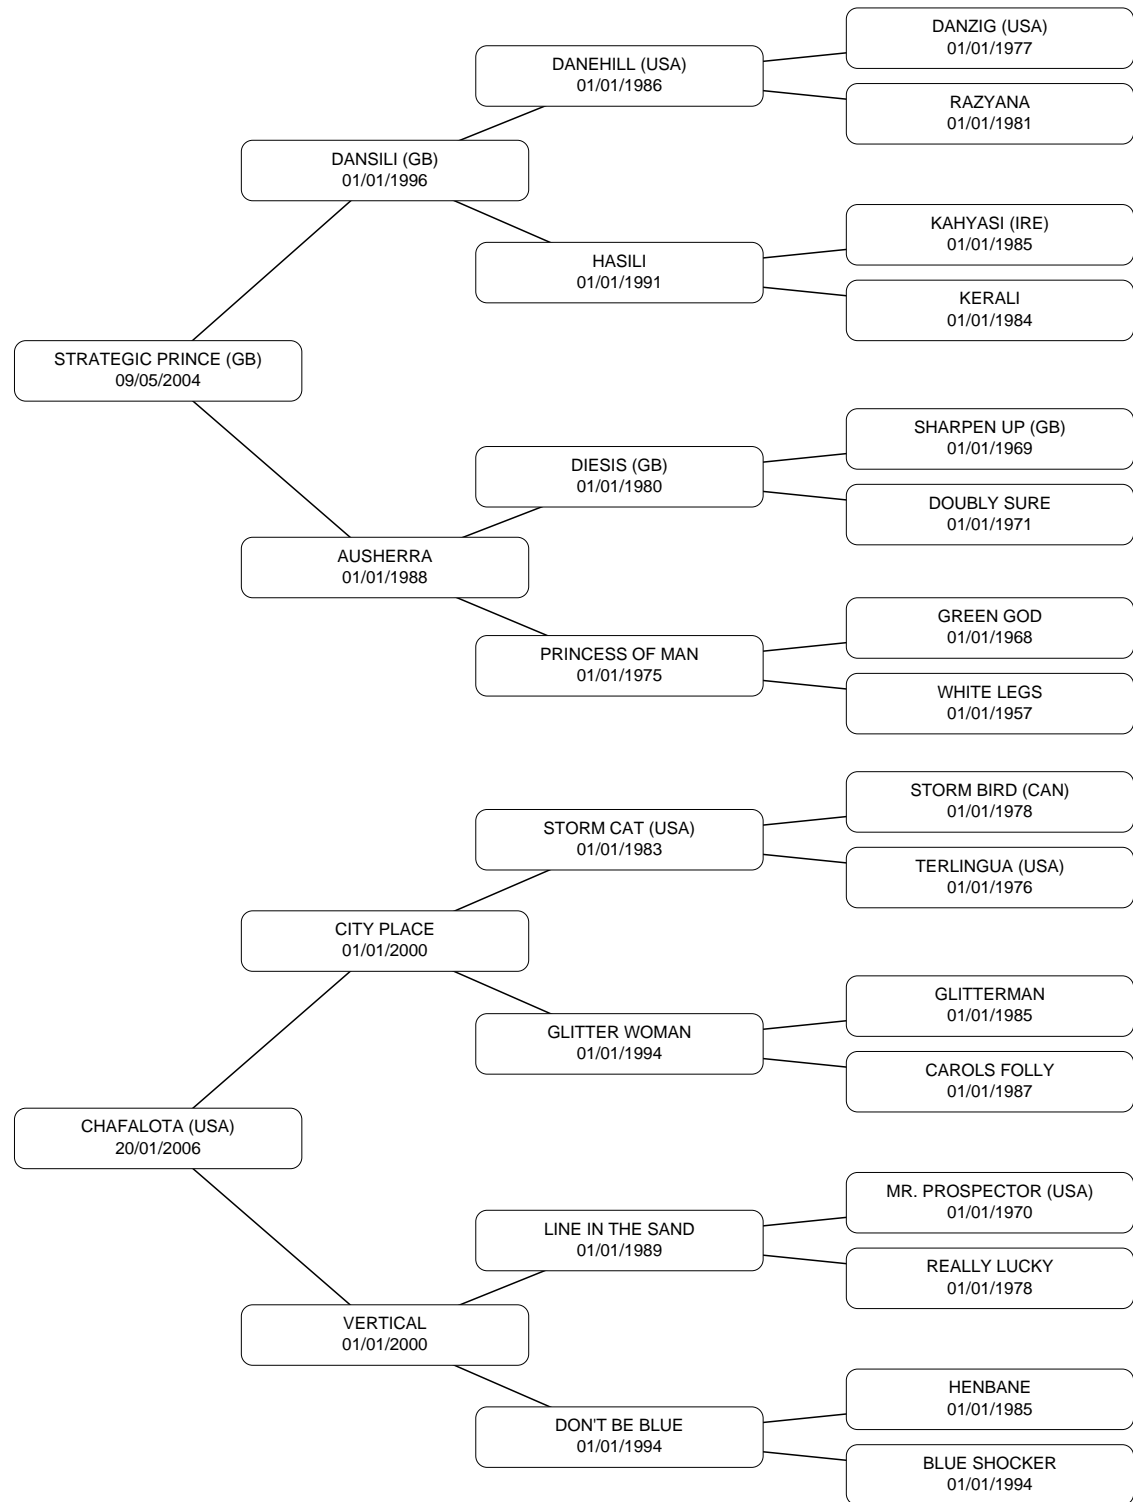 DANZIG (USA)
01/01/1977
DANEHILL (USA)
01/01/1986
RAZYANA
01/01/1981
DANSILI (GB)
01/01/1996
KAHYASI (IRE)
01/01/1985
HASILI
01/01/1991
KERALI
01/01/1984
STRATEGIC PRINCE (GB)
09/05/2004
SHARPEN UP (GB)
01/01/1969
DIESIS (GB)
01/01/1980
DOUBLY SURE
01/01/1971
AUSHERRA
01/01/1988
GREEN GOD
01/01/1968
PRINCESS OF MAN
01/01/1975
WHITE LEGS
01/01/1957
STORM BIRD (CAN)
01/01/1978
STORM CAT (USA)
01/01/1983
TERLINGUA (USA)
01/01/1976
CITY PLACE
01/01/2000
GLITTERMAN
01/01/1985
GLITTER WOMAN
01/01/1994
CAROLS FOLLY
01/01/1987
CHAFALOTA (USA)
20/01/2006
MR. PROSPECTOR (USA)
01/01/1970
LINE IN THE SAND
01/01/1989
REALLY LUCKY
01/01/1978
VERTICAL
01/01/2000
HENBANE
01/01/1985
DON'T BE BLUE
01/01/1994
BLUE SHOCKER
01/01/1994